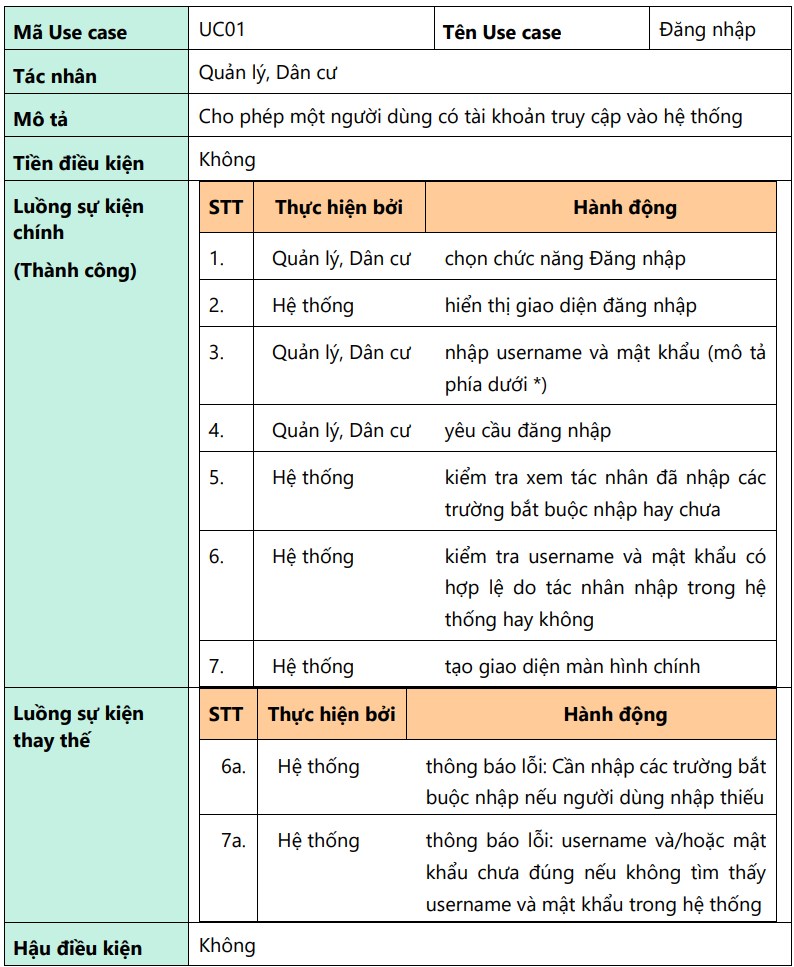 Mã Use case UC01 Tên Use case Đăng nhập
Tác nhân Quản lý, Dân cư
Mô tả Cho phép một người dùng có tài khoản truy cập vào hệ thống
Tiền điều kiện Không
Luồng sự kiện
chính
(Thành công)
STT Thực hiện bởi Hành động
1. Quản lý, Dân cư chọn chức năng Đăng nhập
2. Hệ thống hiển thị giao diện đăng nhập
3. Quản lý, Dân cư nhập username và mật khẩu (mô tả
phía dưới *)
4. Quản lý, Dân cư yêu cầu đăng nhập
5. Hệ thống kiểm tra xem tác nhân đã nhập các
trường bắt buộc nhập hay chưa
6. Hệ thống kiểm tra username và mật khẩu có
hợp lệ do tác nhân nhập trong hệ
thống hay không
7. Hệ thống tạo giao diện màn hình chính
Luồng sự kiện
thay thế
STT Thực hiện bởi Hành động
6a. Hệ thống thông báo lỗi: Cần nhập các trường bắt
buộc nhập nếu người dùng nhập thiếu
7a. Hệ thống thông báo lỗi: username và/hoặc mật
khẩu chưa đúng nếu không tìm thấy
username và mật khẩu trong hệ thống
Hậu điều kiện Không